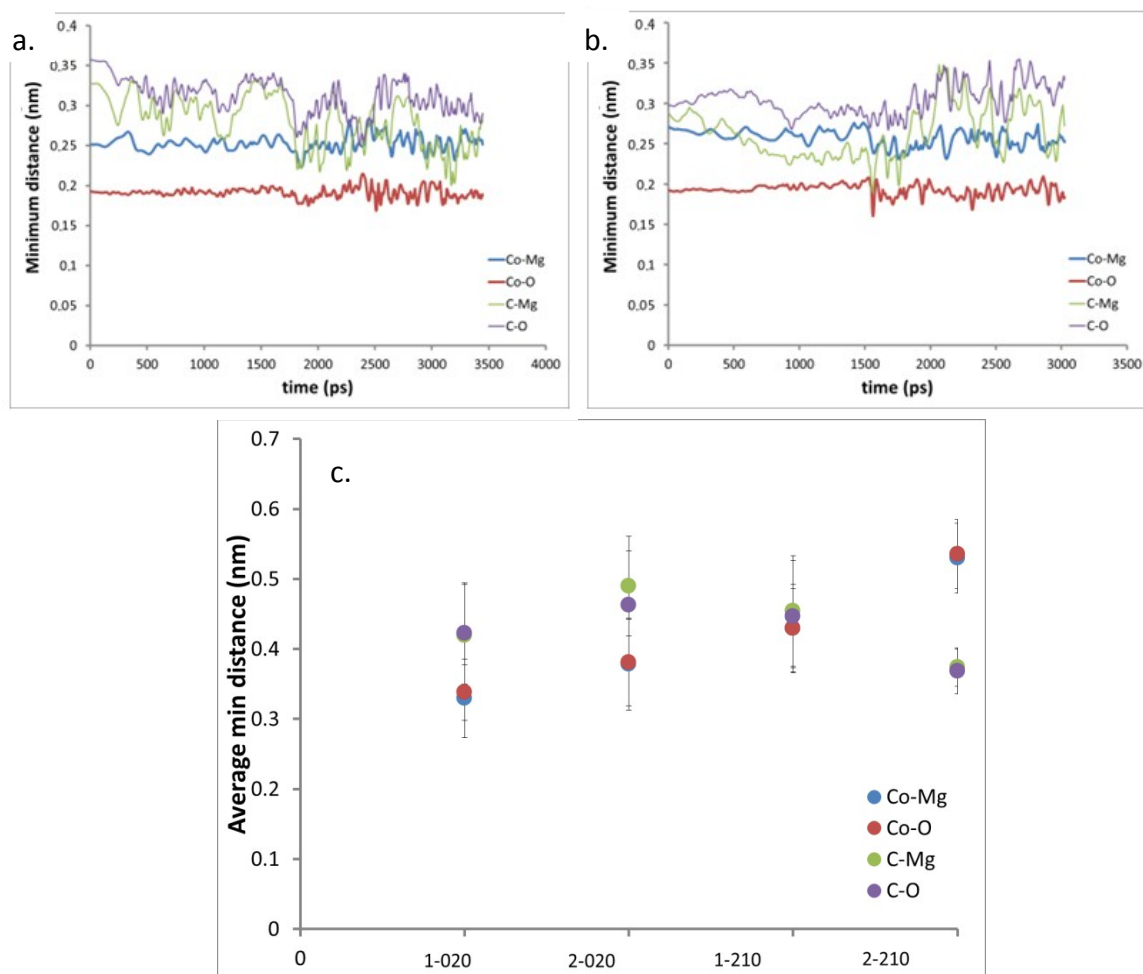 a.
Minimum distance (nm)
0,4
0,35
0,3
0,25
0,2
0,15
0,1
0,05
0
0 500 1000 1500 2000 2500 3000 3500 4000
time (ps)
Co-Mg
Co-O
C-Mg
C-O
b.
Minimum distance (nm)
0,4
0,35
0,3
0,25
0,2
0,15
0,1
0,05
0
0 500 1000 1500 2000 2500 3000 3500
time (ps)
Co-Mg
Co-O
C-Mg
C-O
c.
Average min distance (nm)
0.7
0.6
0.5
0.4
0.3
0.2
0.1
0
0 1-020 2-020 1-210 2-210
Co-Mg
Co-O
C-Mg
C-O